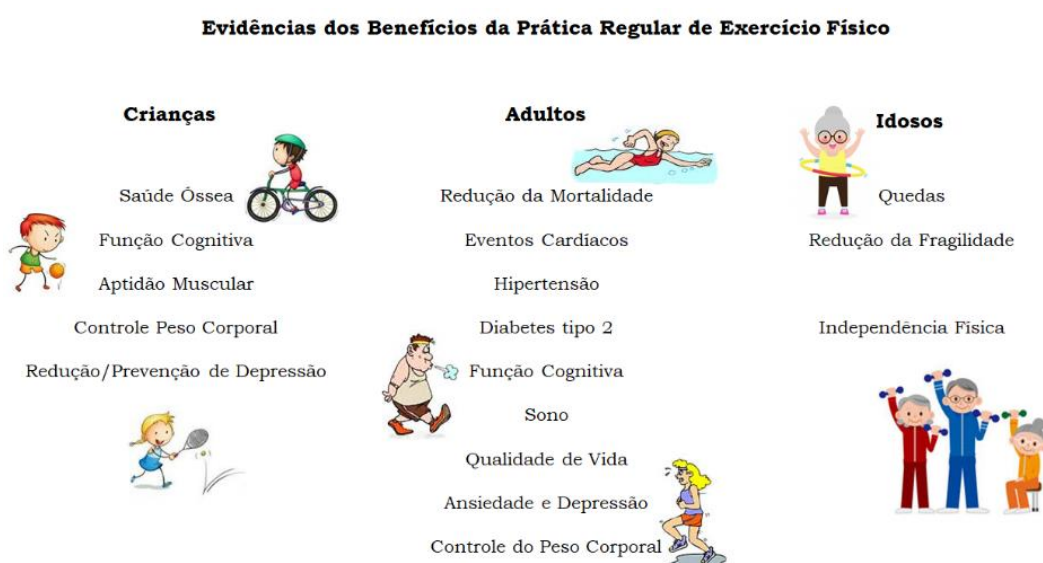 Evidências dos Benefícios da Prática Regular de Exercício Físico
Crianças
Saúde Óssea
Função Cognitiva
Aptidão Muscular
Controle Peso Corporal
Redução/Prevenção de Depressão
Adultos
Redução da Mortalidade
Eventos Cardíacos
Hipertensão
Diabetes tipo 2
Função Cognitiva
Sono
Qualidade de Vida
Ansiedade e Depressão
Controle do Peso Corporal
Idosos
Quedas
Redução da Fragilidade
Independência Física